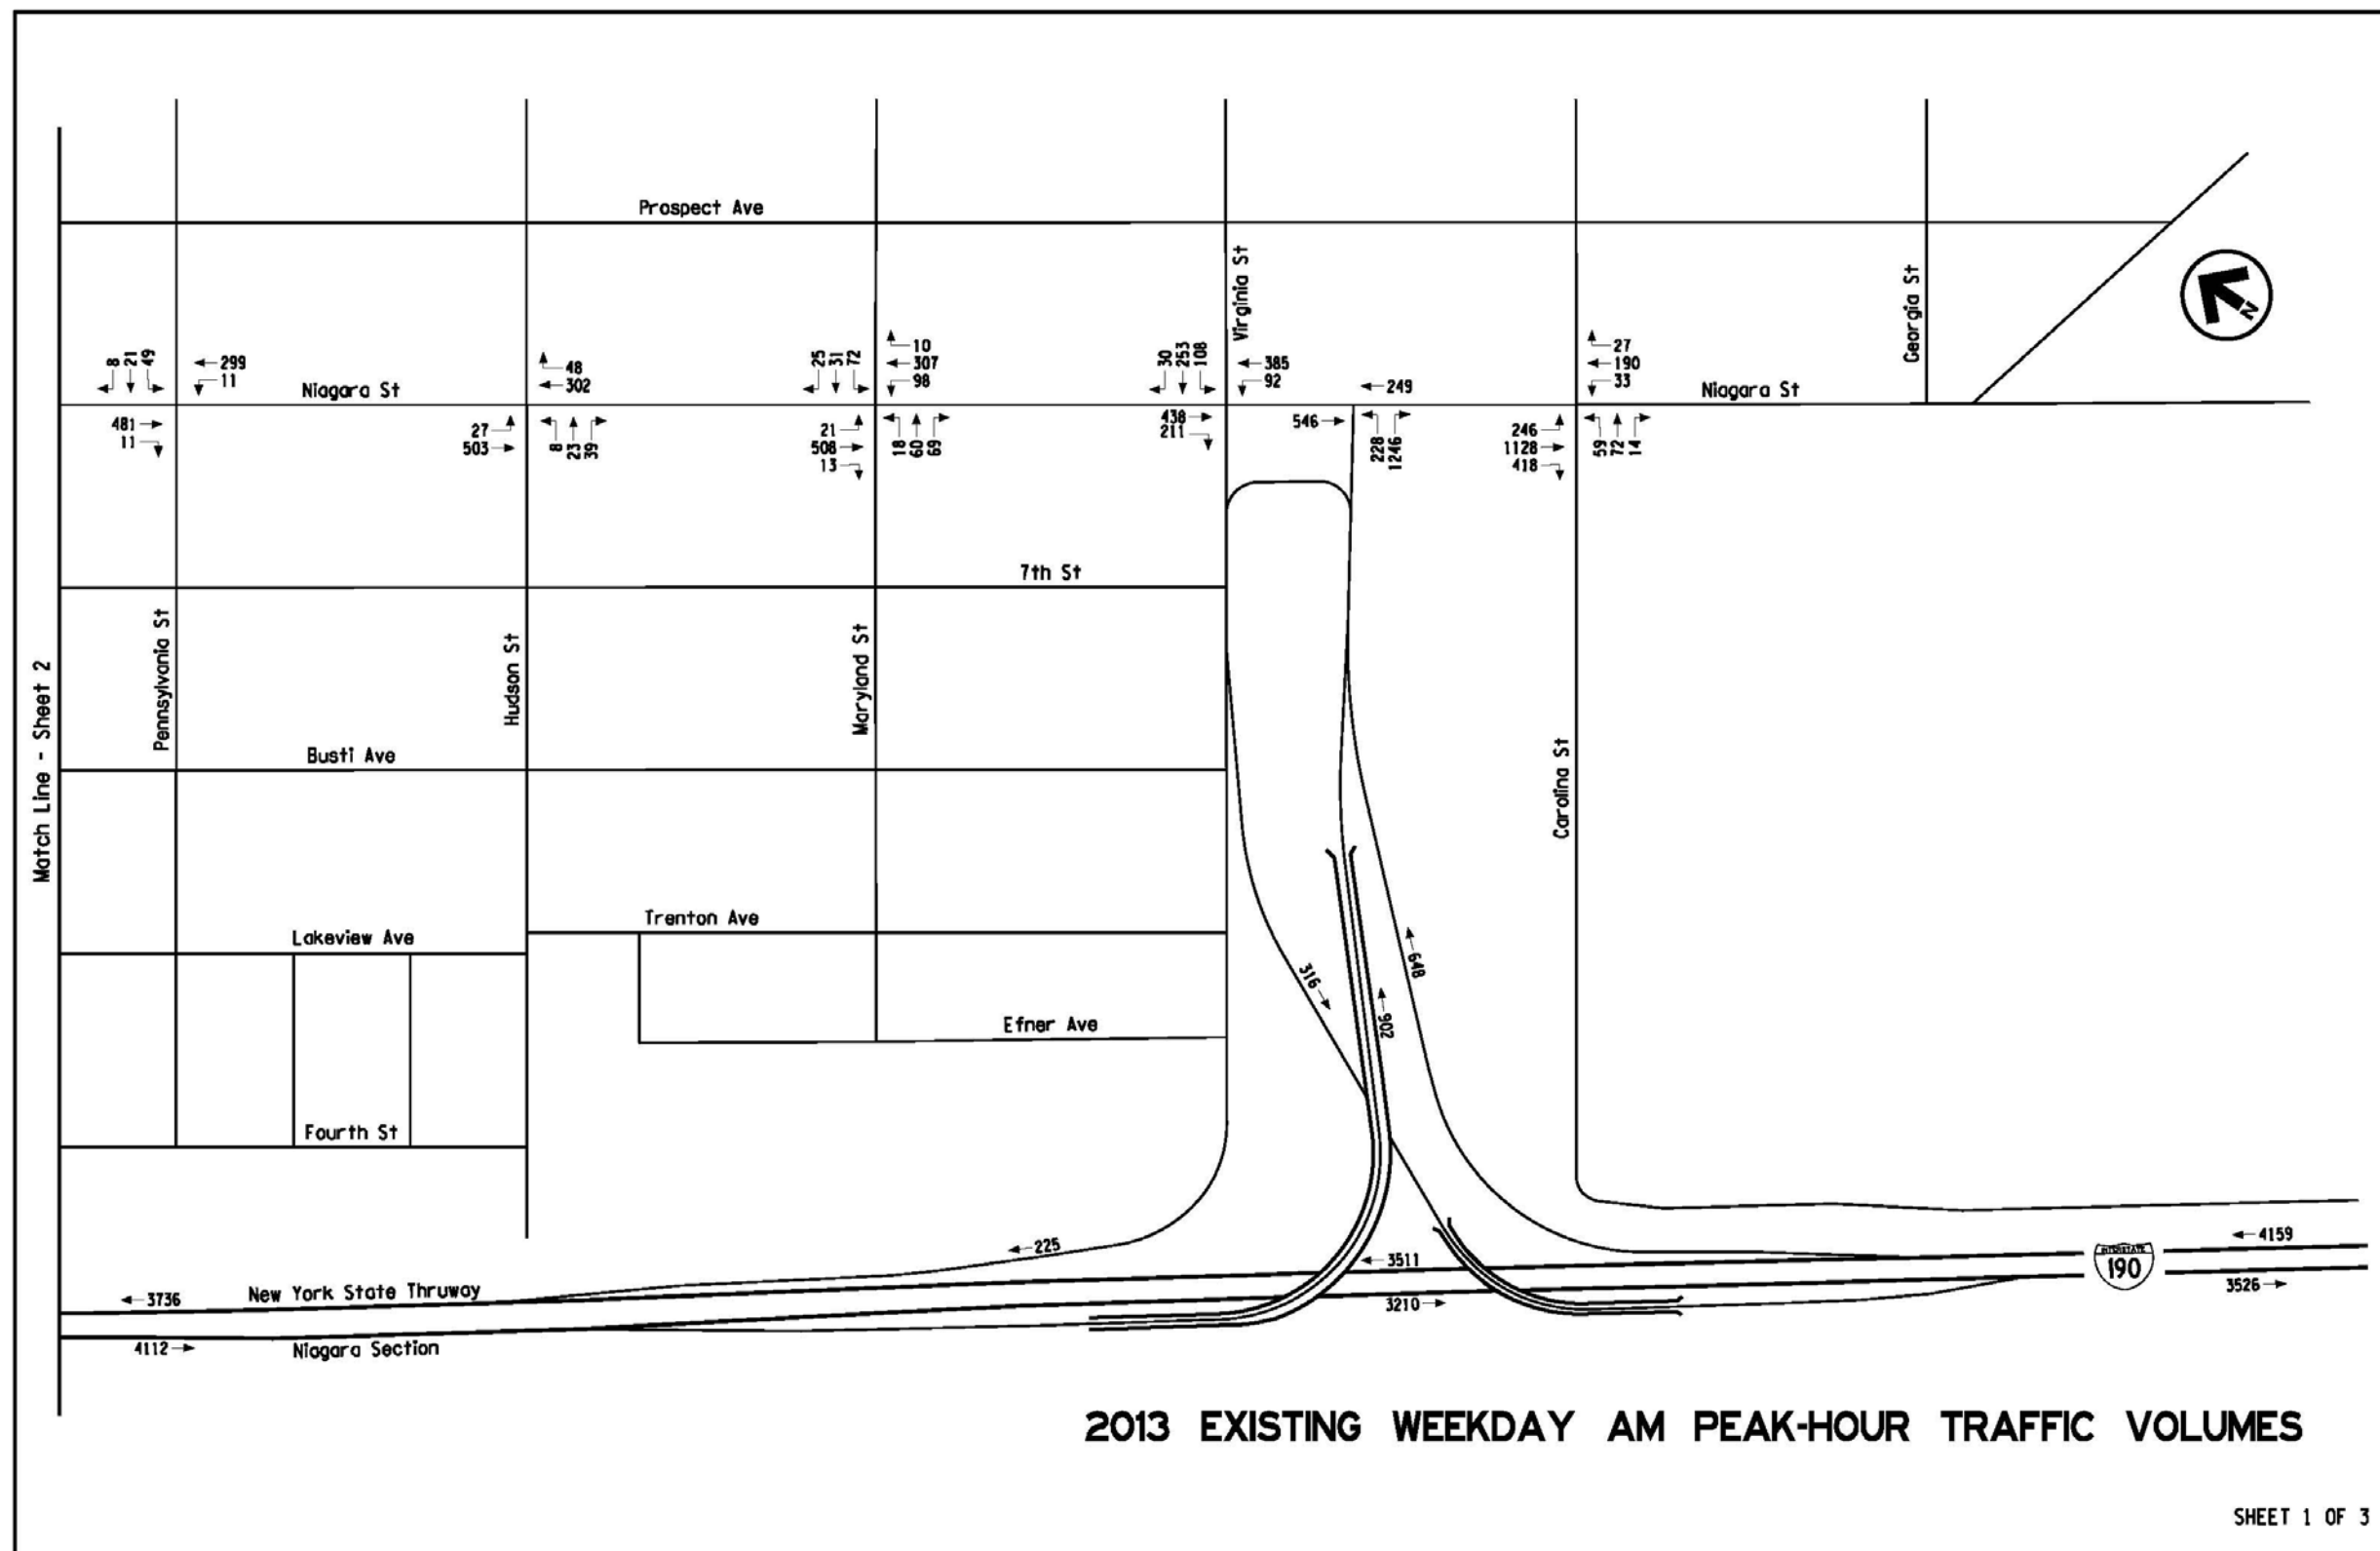 Prospect Ave
Virginia St
Georgia St
N
8
21
49
299
11
Niagara St
481
11
48
302
27
503
8
23
39
25
31
72
10
307
98
21
508
13
18
60
69
30
253
108
385
92
438
211
249
546
228
1246
27
190
33
Niagara St
246
1128
418
59
72
14
7th St
Match Line - Sheet 2
Pennsylvania St
Hudson St
Maryland St
Carolina St
Busti Ave
Trenton Ave
Lakeview Ave
Efner Ave
Fourth St
316
902
648
225
3511
3210
4159
INTERSTATE
190
3526
3736
New York State Thruway
4112
Niagara Section
2013 EXISTING WEEKDAY AM PEAK-HOUR TRAFFIC VOLUMES
SHEET 1 OF 3